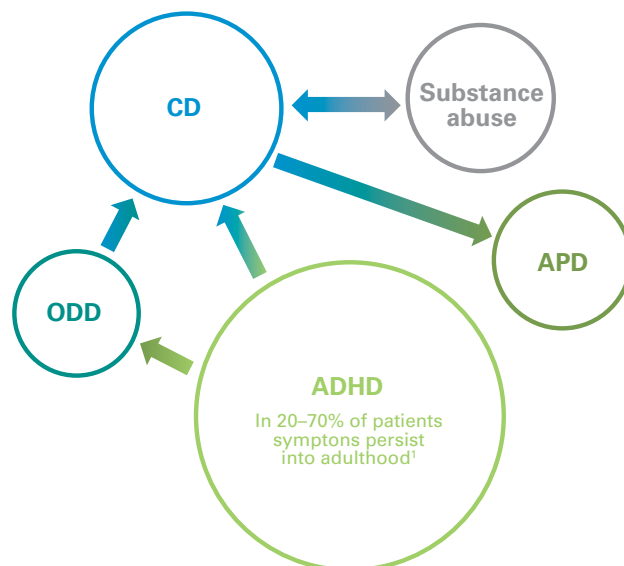 CD
Substance
abuse
APD
ODD
ADHD
In 20–70% of patients
symptons persist
into adulthood¹